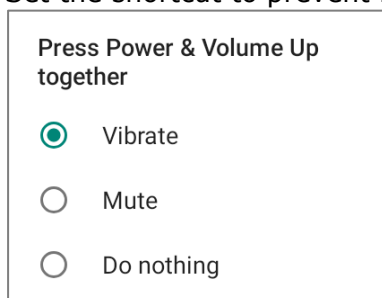 Set the shortcut to prevent
Press Power & Volume Up
together
Vibrate
Mute
Do nothing